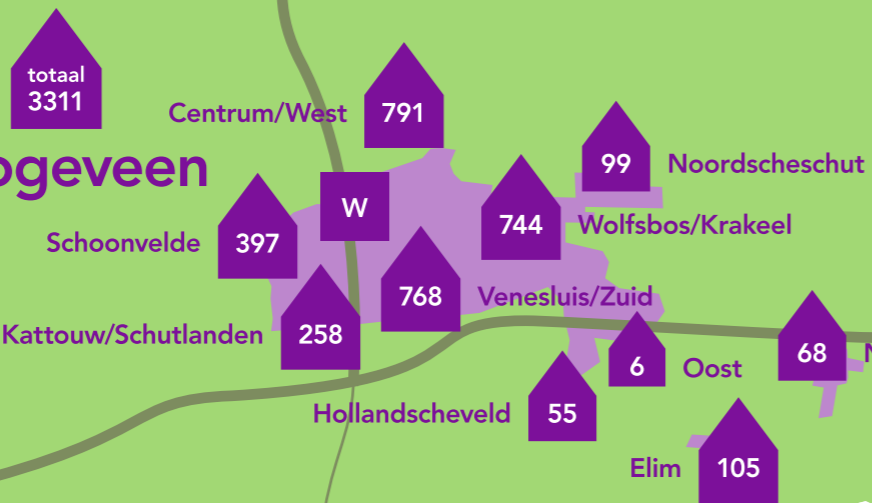 totaal
3311
Centrum/West
791
ogeveen
99
Noordscheschut
W
744
Wolfsbos/Krakeel
Schoonvelde
397
768
Venesluis/Zuid
Kattouw/Schutlanden
258
6
Oost
68
N
Hollandscheveld
55
Elim
105